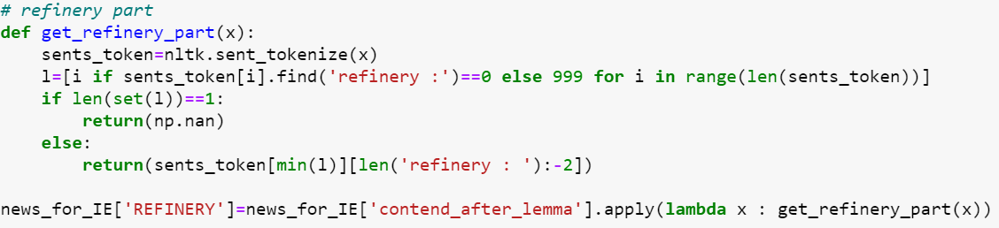 # refinery part
def get_refinery_part(x):
    sents_token=nltk.sent_tokenize(x)
    l=[i if sents_token[i].find('refinery :')==0 else 999 for i in range(len(sents_token))]
    if len(set(l))==1:
        return(np.nan)
    else:
        return(sents_token[min(l)][len('refinery : '):-2])

news_for_IE['REFINERY']=news_for_IE['contend_after_lemma'].apply(lambda x : get_refinery_part(x))